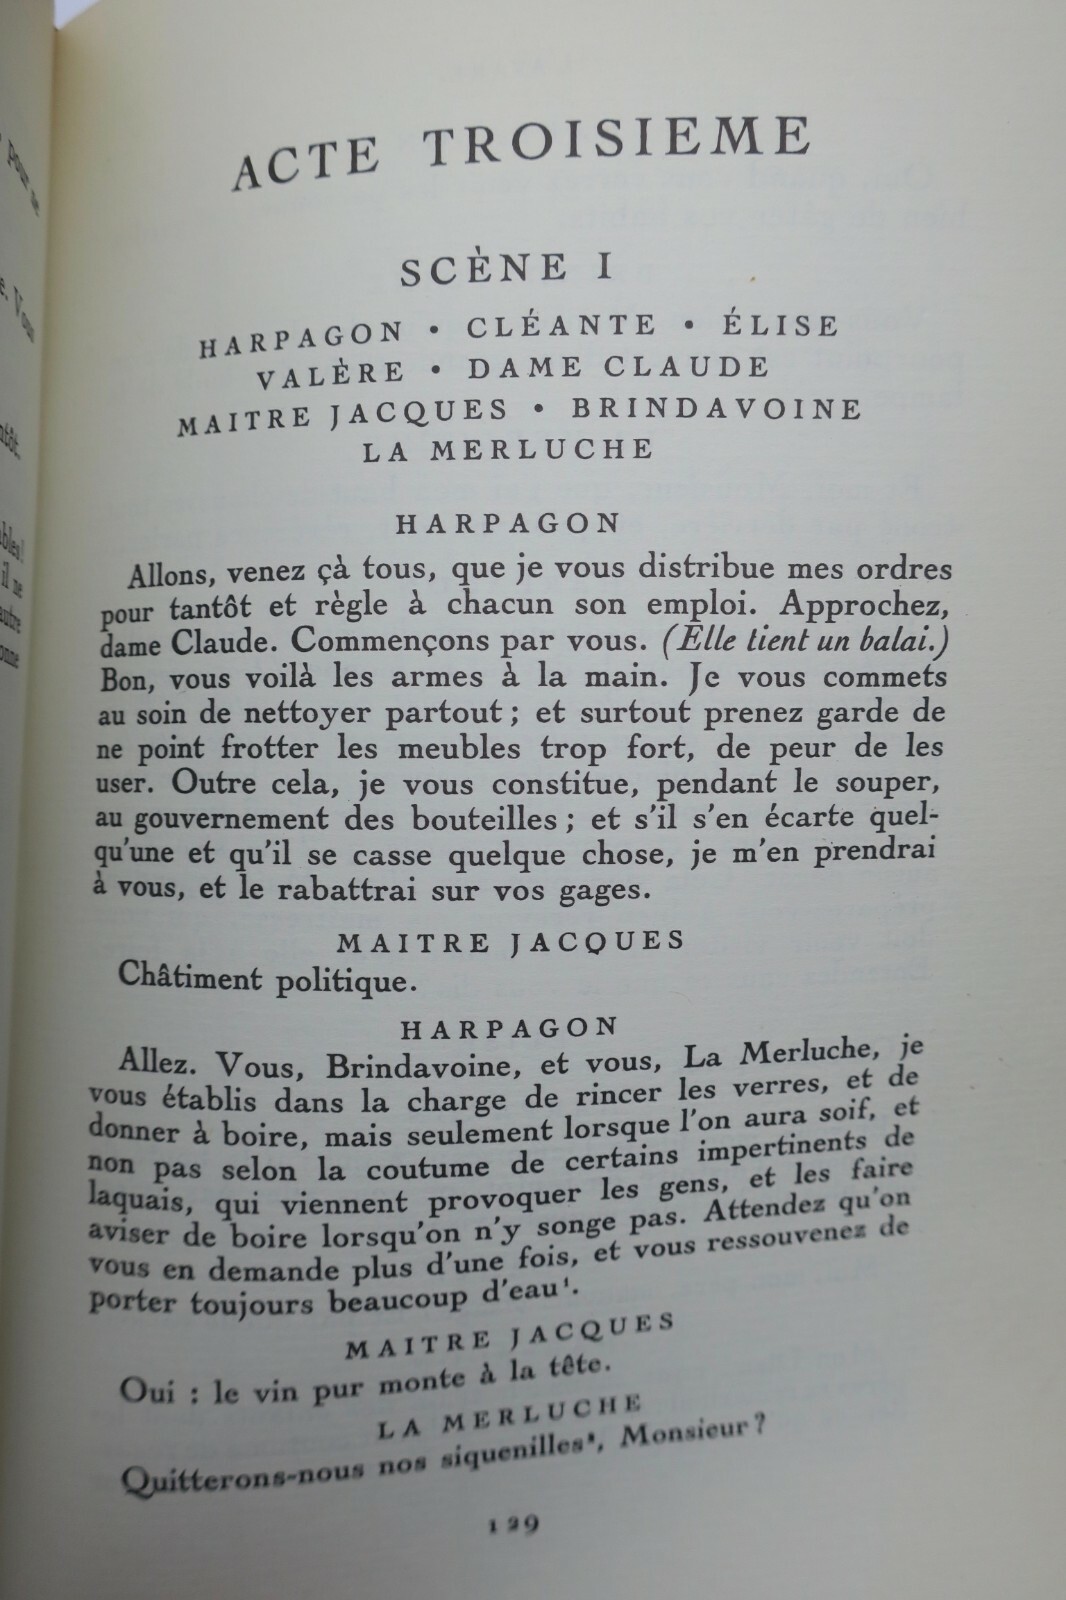 pour ne
Vous
il ne
ACTE TROISIEME
SCÈNE I
HARPAGON • CLÉANTE • ÉLISE
VALÈRE • DAME CLAUDE
MAITRE JACQUES • BRINDAVOINE
LA MERLUCHE
HARPAGON
Allons, venez çà tous, que je vous distribue mes ordres
pour tantôt et règle à chacun son emploi. Approchez,
dame Claude. Commençons par vous. (Elle tient un balai.)
Bon, vous voilà les armes à la main. Je vous commets
au soin de nettoyer partout ; et surtout prenez garde de
ne point frotter les meubles trop fort, de peur de les
user. Outre cela, je vous constitue, pendant le souper,
au gouvernement des bouteilles ; et s'il s'en écarte quel-
qu'une et qu'il se casse quelque chose, je m'en prendrai
à vous, et le rabattrai sur vos gages.
MAITRE JACQUES
Châtiment politique.
HARPAGON
Allez. Vous, Brindavoine, et vous, La Merluche, je
vous établis dans la charge de rincer les verres, et de
donner à boire, mais seulement lorsque l'on aura soif, et
non pas selon la coutume de certains impertinents de
laquais, qui viennent provoquer les gens, et les faire
aviser de boire lorsqu'on n'y songe pas. Attendez qu'on
vous en demande plus d'une fois, et vous ressouvenez de
porter toujours beaucoup d'eau¹.
MAITRE JACQUES
Oui : le vin pur monte à la tête.
LA MERLUCHE
Quitterons-nous nos siquenilles², Monsieur ?
129